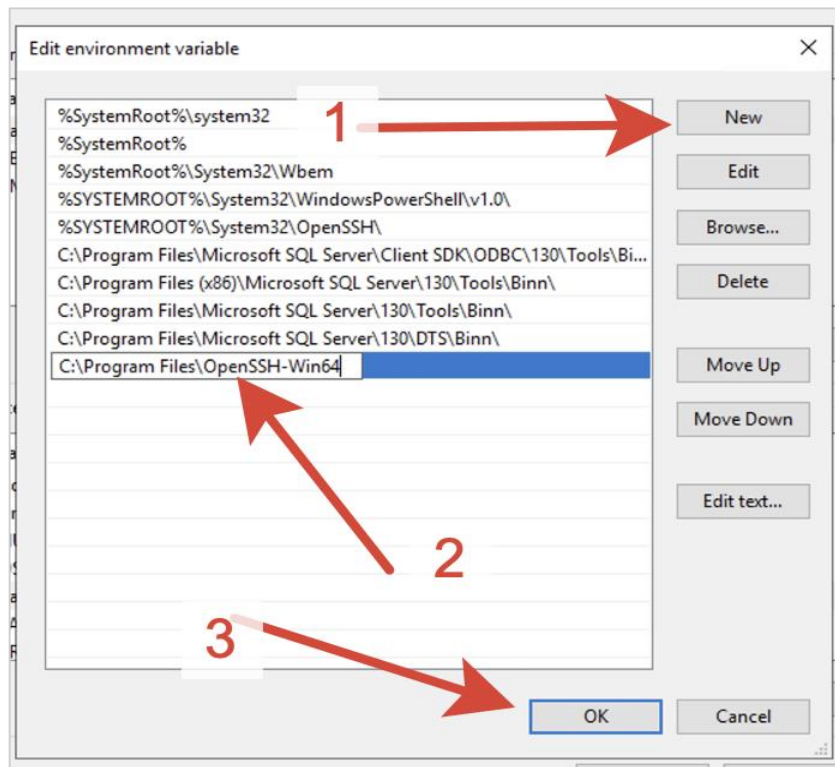 Edit environment variable
%SystemRoot%\system32
1
New
%SystemRoot%
%SystemRoot%\System32\Wbem
Edit
%SYSTEMROOT%\System32\WindowsPowerShell\v1.0\
%SYSTEMROOT%\System32\OpenSSH\
Browse...
C:\Program Files\Microsoft SQL Server\Client SDK\ODBC\130\Tools\Bi...
C:\Program Files (x86)\Microsoft SQL Server\130\Tools\Binn\
Delete
C:\Program Files\Microsoft SQL Server\130\Tools\Binn\
C:\Program Files\Microsoft SQL Server\130\DTS\Binn\
C:\Program Files\OpenSSH-Win64
Move Up
Move Down
Edit text...
2
3
OK
Cancel